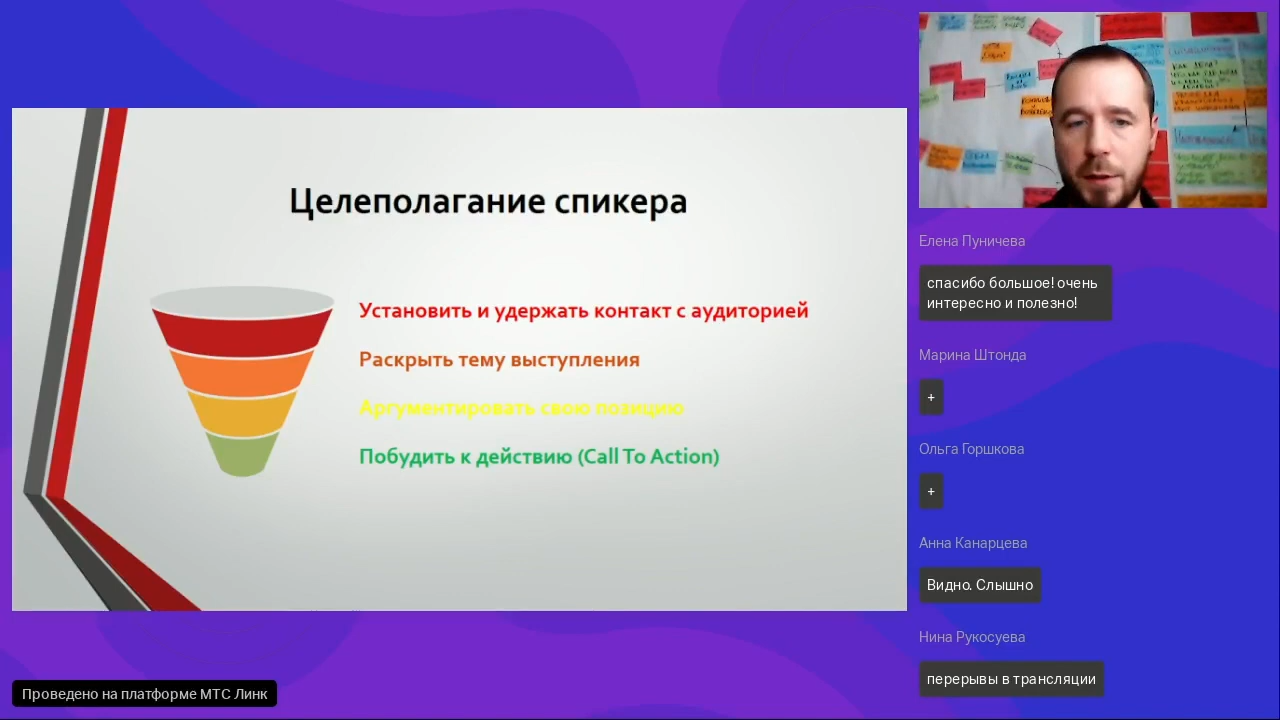 Целеполагание спикера
Установить и удержать контакт с аудиторией
Раскрыть тему выступления
Аргументировать свою позицию
Побудить к действию (Call To Action)
Елена Пуничева
спасибо большое! очень
интересно и полезно!
Марина Штонда
+
Ольга Горшкова
+
Анна Канарцева
Видно. Слышно
Нина Рукосуева
перерывы в трансляции
Проведено на платформе МТС Линк